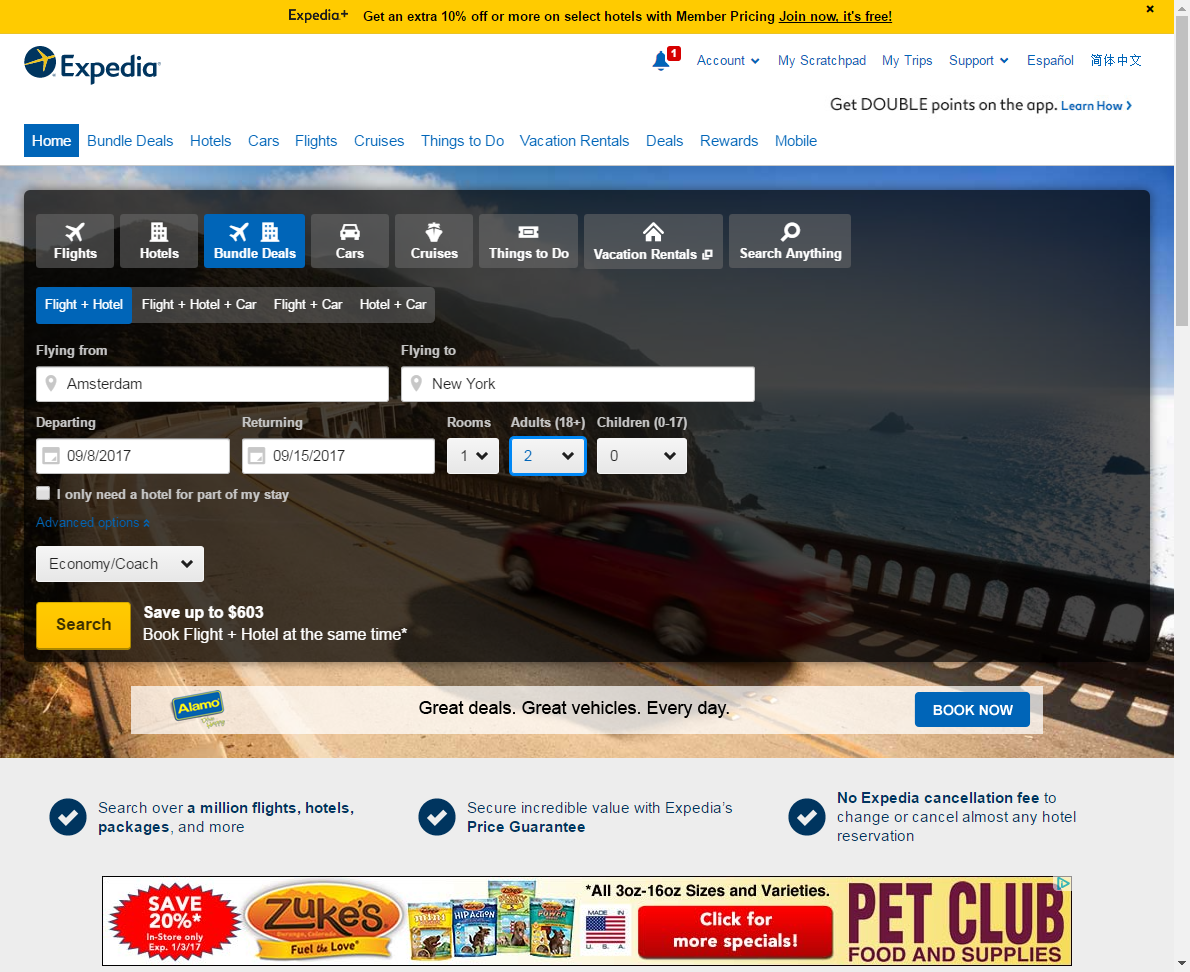 Expedia+ Get an extra 10% off or more on select hotels with Member Pricing Join now, it's free!
Expedia
1 Account My Scratchpad My Trips Support Español 简体中文
Get DOUBLE points on the app. Learn How
Home Bundle Deals Hotels Cars Flights Cruises Things to Do Vacation Rentals Deals Rewards Mobile
Flights Hotels Bundle Deals Cars Cruises Things to Do Vacation Rentals Search Anything
Flight + Hotel Flight + Hotel + Car Flight + Car Hotel + Car
Flying from Flying to
Amsterdam New York
Departing Returning Rooms Adults (18+) Children (0-17)
09/8/2017 09/15/2017 1 2 0
I only need a hotel for part of my stay
Advanced options
Economy/Coach
Search
Save up to $603
Book Flight + Hotel at the same time*
Alamo
Great deals. Great vehicles. Every day.
BOOK NOW
Search over a million flights, hotels,
packages, and more
Secure incredible value with Expedia's
Price Guarantee
No Expedia cancellation fee to
change or cancel almost any hotel
reservation
SAVE
20%*
In-Store only
Exp. 1/3/17
Zuke's
Durango, Colorado
Fuel the Love
mini
HIP ACTION
POWER
*All 3oz-16oz Sizes and Varieties.
MADE IN
U.S.A.
Click for
more specials!
PET CLUB
FOOD AND SUPPLIES